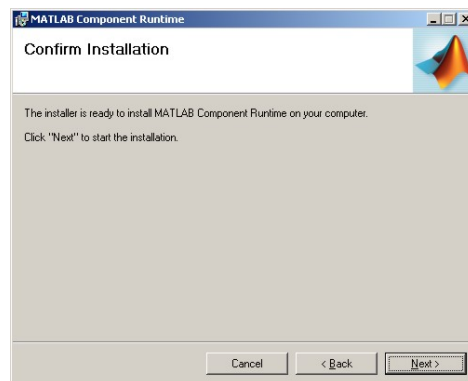 MATLAB Component Runtime
Confirm Installation
The installer is ready to install MATLAB Component Runtime on your computer.
Click "Next" to start the installation.
Cancel
< Back
Next >